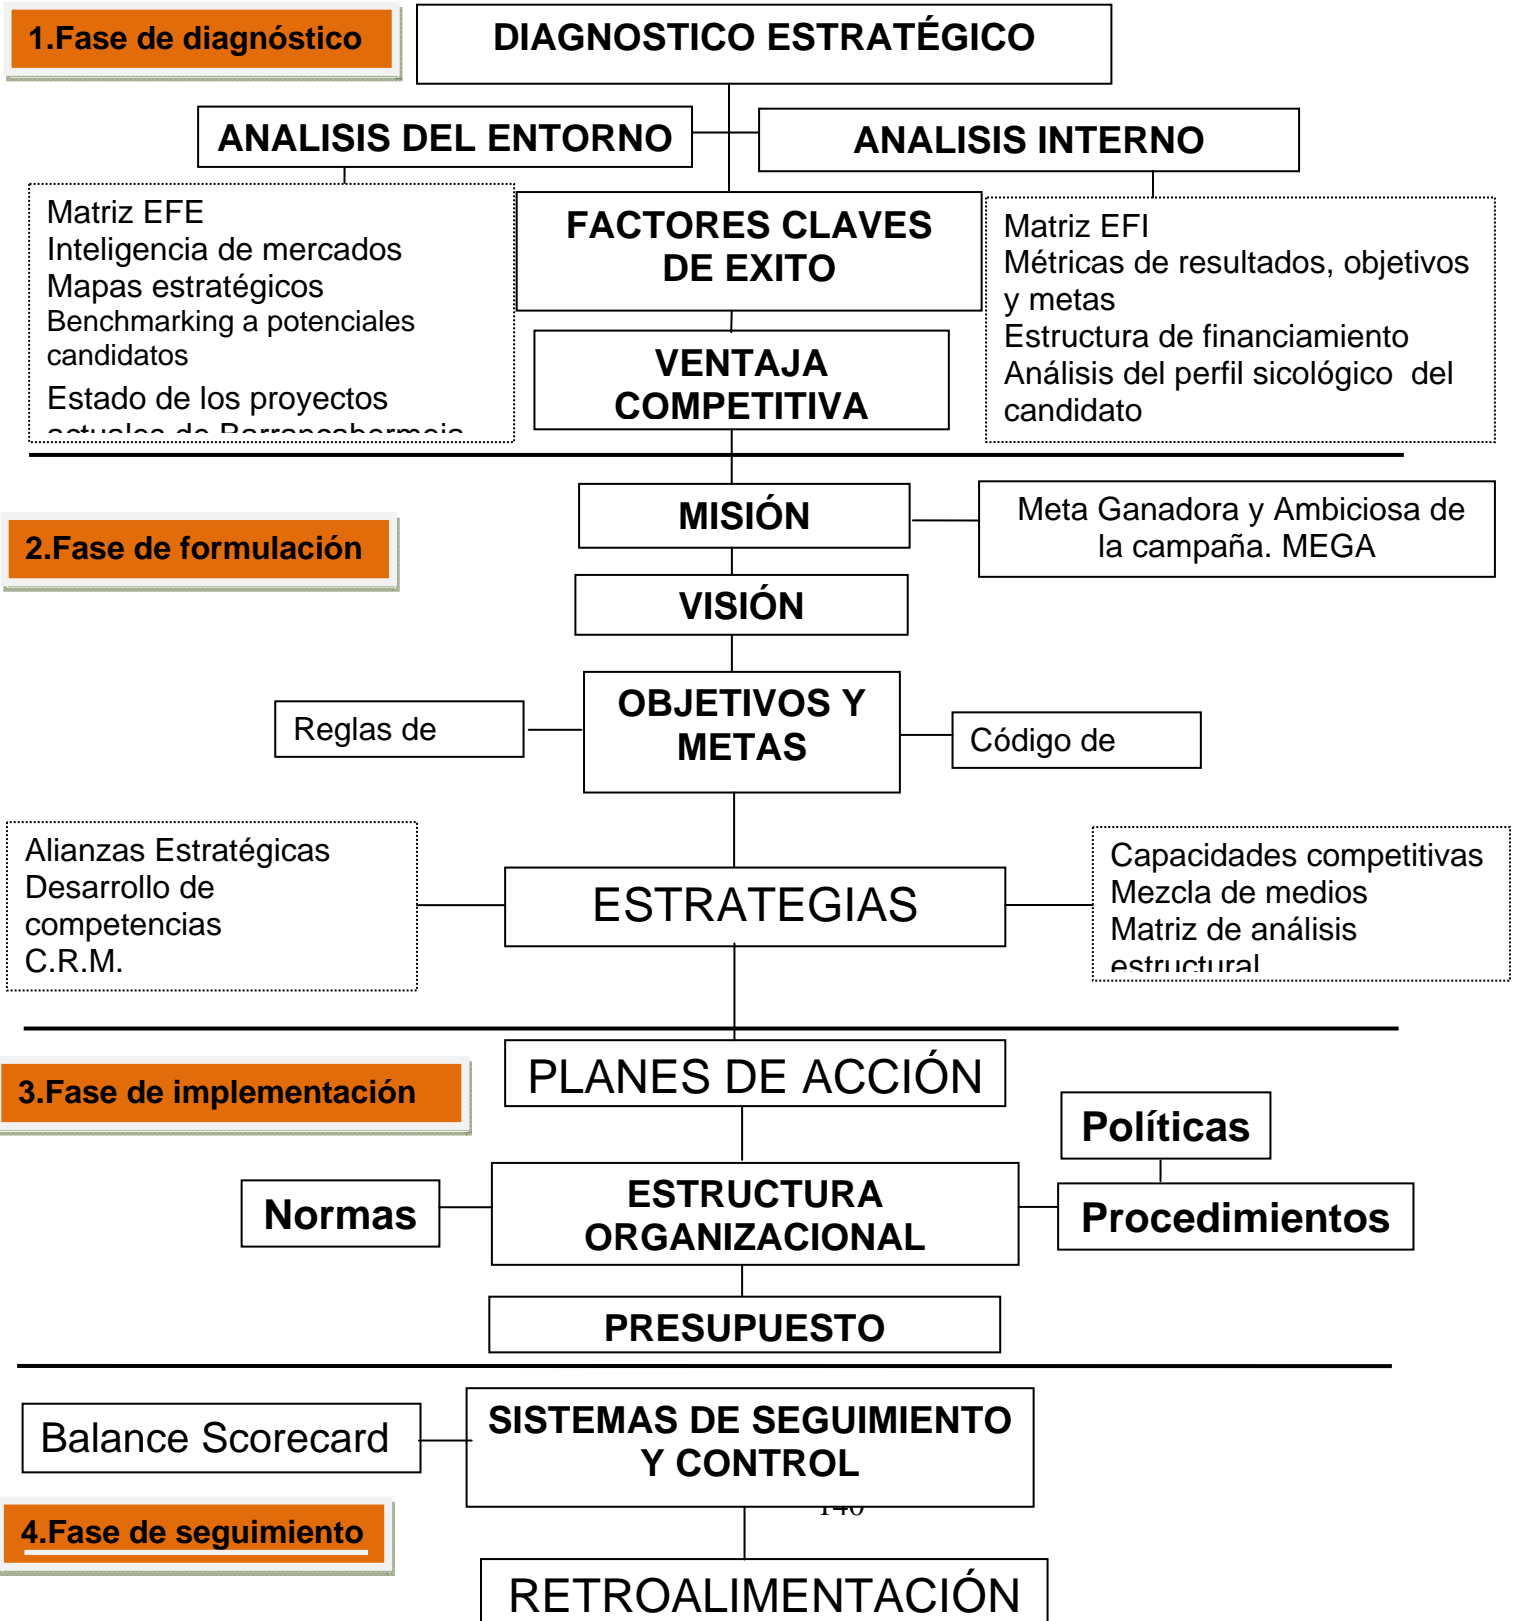 1.Fase de diagnóstico
DIAGNOSTICO ESTRATÉGICO
ANALISIS DEL ENTORNO
ANALISIS INTERNO
Matriz EFE
Inteligencia de mercados
Mapas estratégicos
Benchmarking a potenciales
candidatos
Estado de los proyectos
actuales de Barrancabermeja
FACTORES CLAVES
DE EXITO
VENTAJA
COMPETITIVA
Matriz EFI
Métricas de resultados, objetivos
y metas
Estructura de financiamiento
Análisis del perfil sicológico del
candidato
2.Fase de formulación
MISIÓN
Meta Ganadora y Ambiciosa de
la campaña. MEGA
VISIÓN
OBJETIVOS Y
METAS
Reglas de
Código de
Alianzas Estratégicas
Desarrollo de
competencias
C.R.M.
ESTRATEGIAS
Capacidades competitivas
Mezcla de medios
Matriz de análisis
estructural
3.Fase de implementación
PLANES DE ACCIÓN
Políticas
Normas
ESTRUCTURA
ORGANIZACIONAL
Procedimientos
PRESUPUESTO
Balance Scorecard
SISTEMAS DE SEGUIMIENTO
Y CONTROL
4.Fase de seguimiento
RETROALIMENTACIÓN